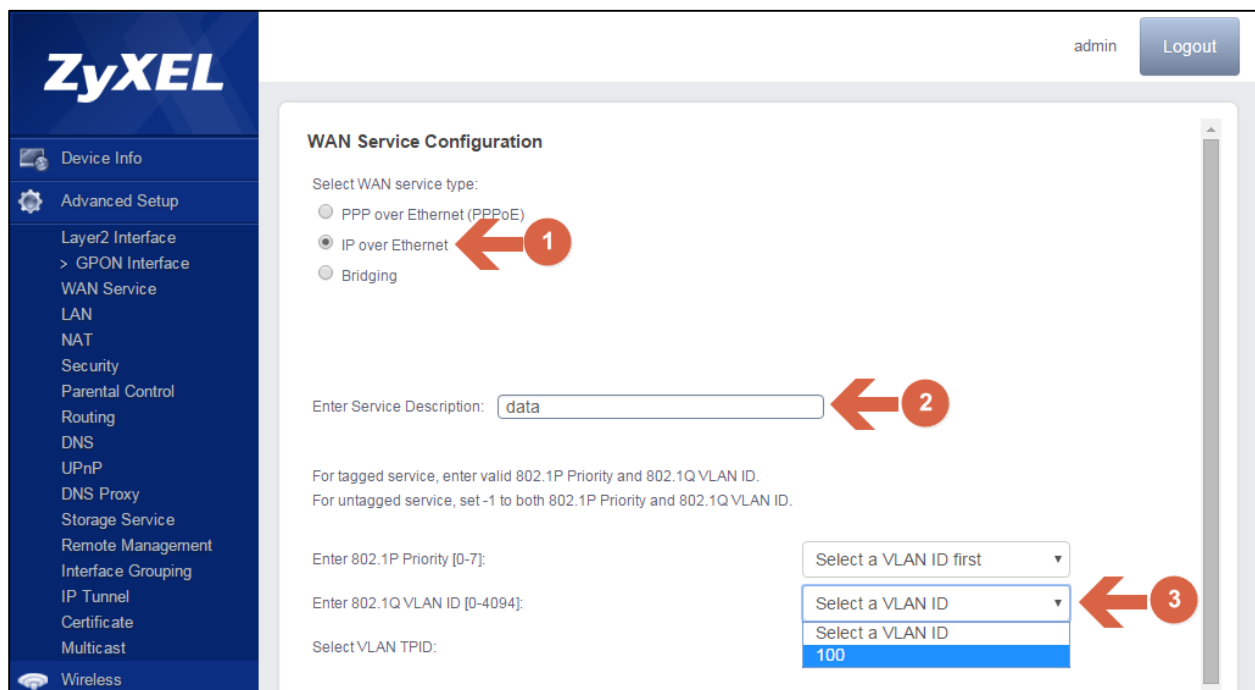 ZyXEL
admin
Logout
Device Info
Advanced Setup
Layer2 Interface
> GPON Interface
WAN Service
LAN
NAT
Security
Parental Control
Routing
DNS
UPnP
DNS Proxy
Storage Service
Remote Management
Interface Grouping
IP Tunnel
Certificate
Multicast
Wireless
WAN Service Configuration
Select WAN service type:
PPP over Ethernet (PPPoE)
IP over Ethernet 1
Bridging
Enter Service Description: data 2
For tagged service, enter valid 802.1P Priority and 802.1Q VLAN ID.
For untagged service, set -1 to both 802.1P Priority and 802.1Q VLAN ID.
Enter 802.1P Priority [0-7]: Select a VLAN ID first
Enter 802.1Q VLAN ID [0-4094]: Select a VLAN ID 3
Select a VLAN ID
Select VLAN TPID:
100